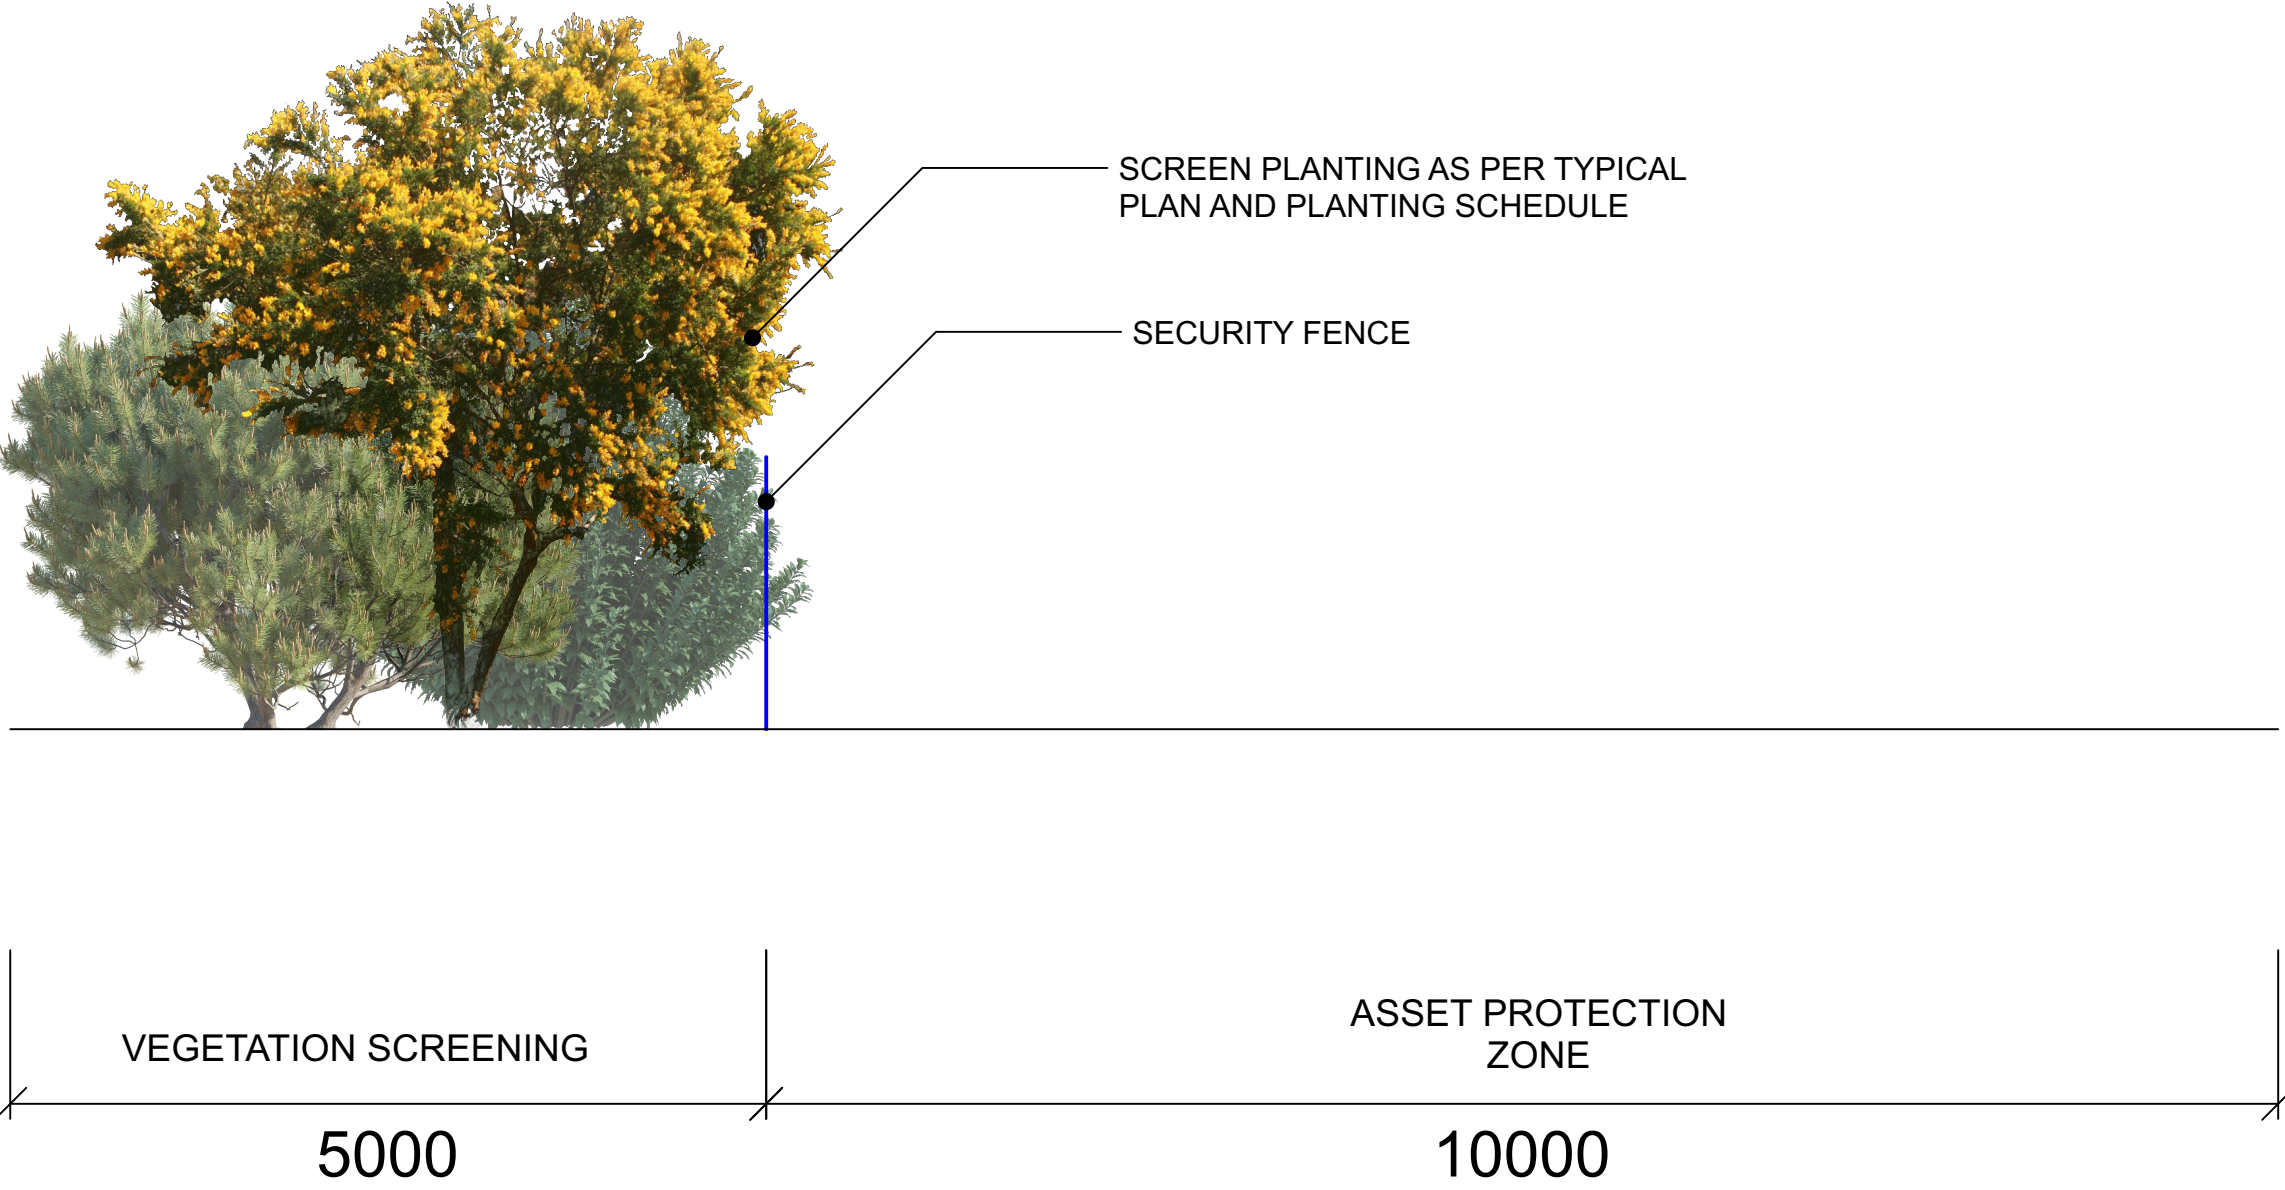 SCREEN PLANTING AS PER TYPICAL
PLAN AND PLANTING SCHEDULE
SECURITY FENCE
VEGETATION SCREENING
ASSET PROTECTION
ZONE
5000
10000